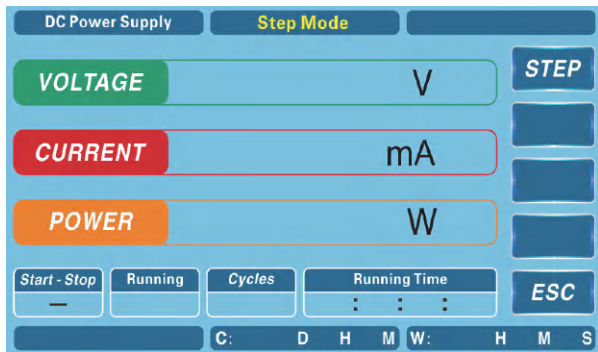 DC Power Supply Step Mode
VOLTAGE V STEP
CURRENT mA
POWER W
Start - Stop Running Cycles Running Time
— : : : ESC
C: D H M W: H M S